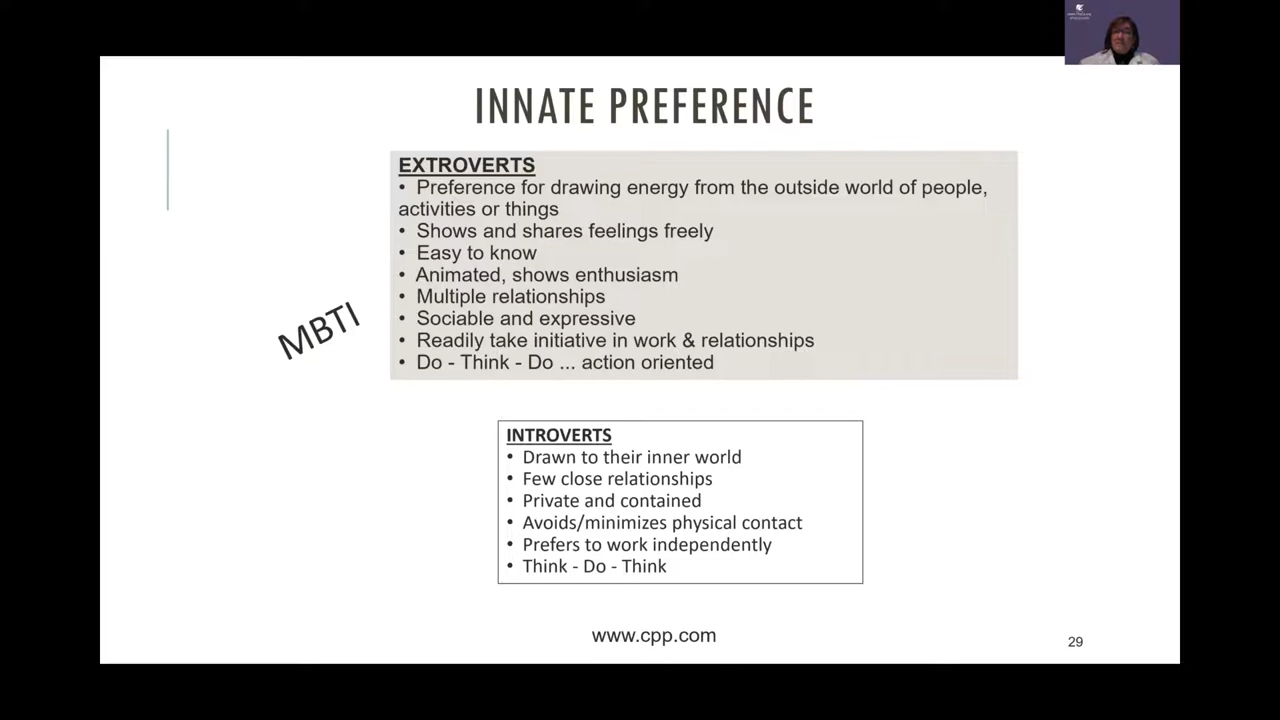 INNATE PREFERENCE
EXTROVERTS
• Preference for drawing energy from the outside world of people,
activities or things
• Shows and shares feelings freely
• Easy to know
• Animated, shows enthusiasm
• Multiple relationships
• Sociable and expressive
• Readily take initiative in work & relationships
• Do - Think - Do ... action oriented
MBTI
INTROVERTS
• Drawn to their inner world
• Few close relationships
• Private and contained
• Avoids/minimizes physical contact
• Prefers to work independently
• Think - Do - Think
www.cpp.com
29